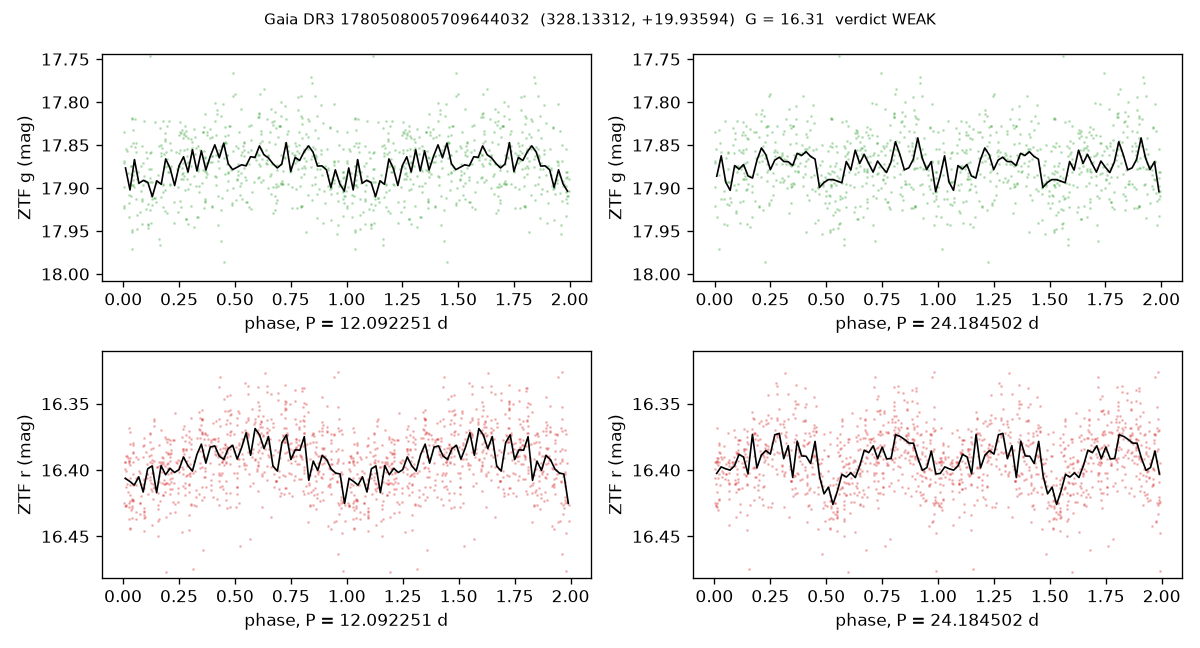 Gaia DR3 1780508005709644032  (328.13312, +19.93594)  G = 16.31  verdict WEAK
17.75
17.80
17.85
17.90
17.95
18.00
ZTF g (mag)
0.00 0.25 0.50 0.75 1.00 1.25 1.50 1.75 2.00
phase, P = 12.092251 d
17.75
17.80
17.85
17.90
17.95
18.00
ZTF g (mag)
0.00 0.25 0.50 0.75 1.00 1.25 1.50 1.75 2.00
phase, P = 24.184502 d
16.35
16.40
16.45
ZTF r (mag)
0.00 0.25 0.50 0.75 1.00 1.25 1.50 1.75 2.00
phase, P = 12.092251 d
16.35
16.40
16.45
ZTF r (mag)
0.00 0.25 0.50 0.75 1.00 1.25 1.50 1.75 2.00
phase, P = 24.184502 d